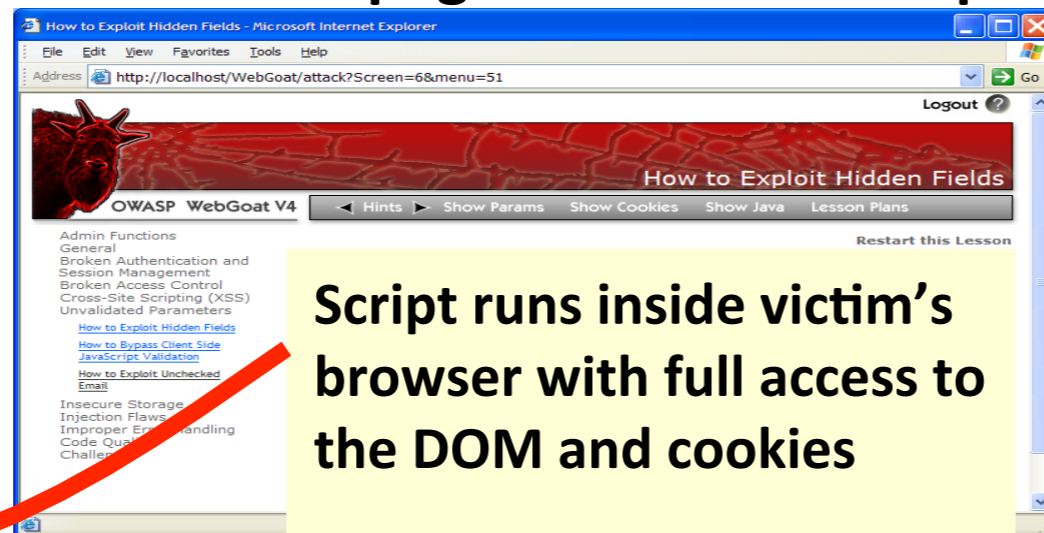 How to Exploit Hidden Fields - Microsoft Internet Explorer
File Edit View Favorites Tools Help
Address http://localhost/WebGoat/attack?Screen=6&menu=51 Go
Logout ?
How to Exploit Hidden Fields
OWASP WebGoat V4 Hints Show Params Show Cookies Show Java Lesson Plans
Admin Functions
General
Broken Authentication and
Session Management
Broken Access Control
Cross-Site Scripting (XSS)
Unvalidated Parameters
How to Exploit Hidden Fields
How to Bypass Client Side
JavaScript Validation
How to Exploit Unchecked
Email
Insecure Storage
Injection Flaws
Improper handling
Code
Restart this Lesson
Script runs inside victim’s
browser with full access to
the DOM and cookies